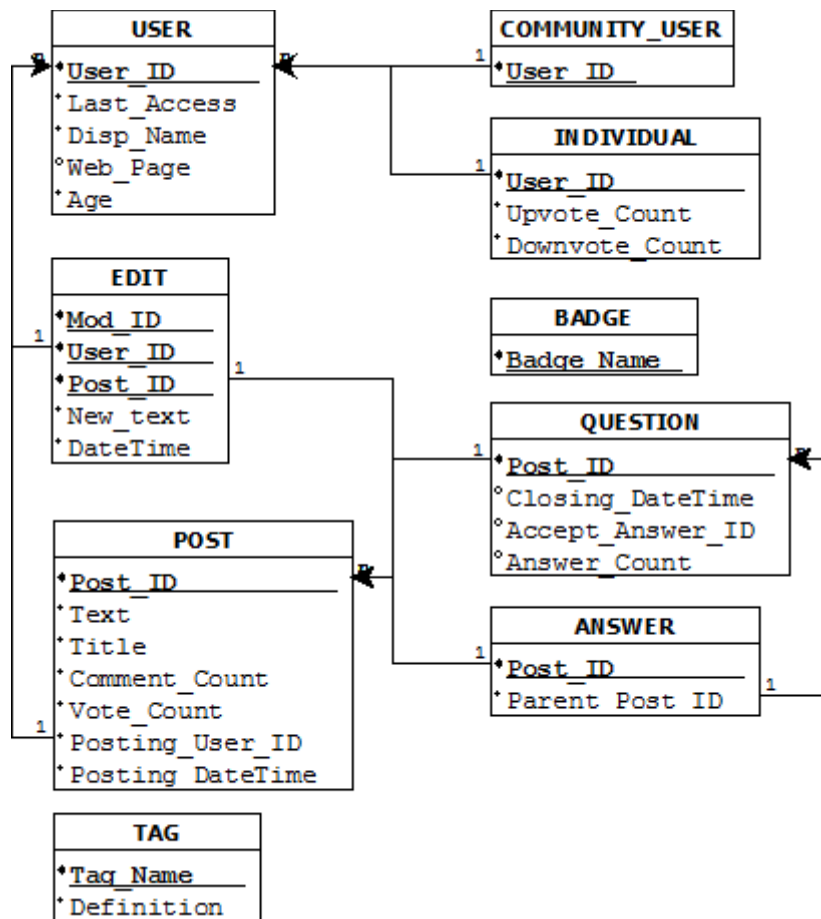 USER
User_ID
Last_Access
Disp_Name
Web_Page
Age
COMMUNITY_USER
1
User_ID
INDIVIDUAL
1
User_ID
Upvote_Count
Downvote_Count
EDIT
Mod_ID
1
User_ID
Post_ID
1
New_text
DateTime
BADGE
Badge_Name
QUESTION
1
Post_ID
Closing_DateTime
Accept_Answer_ID
Answer_Count
POST
Post_ID
Text
Title
Comment_Count
Vote_Count
1
Posting_User_ID
Posting_DateTime
ANSWER
1
Post_ID
Parent_Post_ID
1
TAG
Tag_Name
Definition